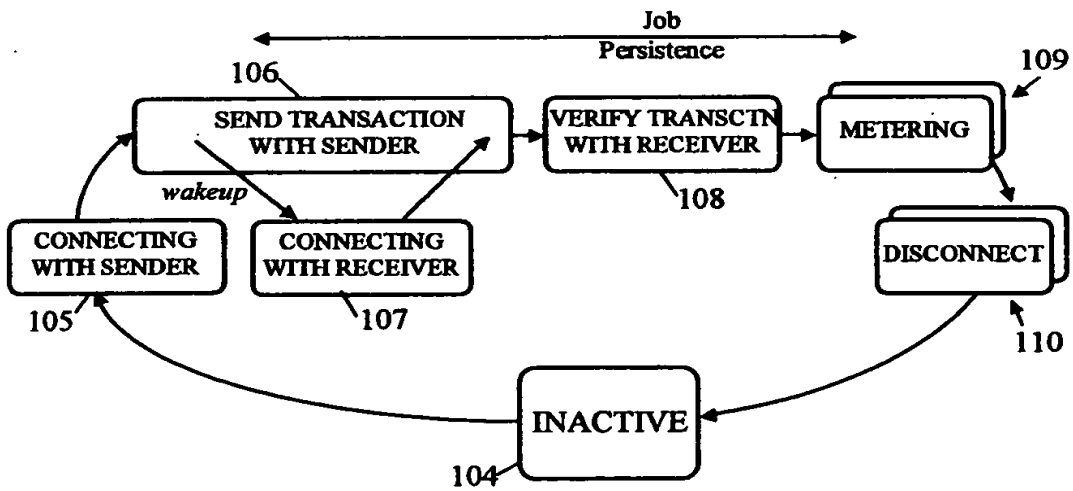 Job
Persistence
106
109
SEND TRANSACTION
WITH SENDER
VERIFY TRANSCTN
WITH RECEIVER
METERING
wakeup
108
CONNECTING
WITH SENDER
CONNECTING
WITH RECEIVER
DISCONNECT
105
107
110
INACTIVE
104